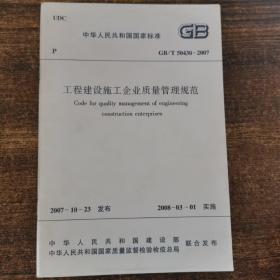 UDC
中华人民共和国国家标准
GB
P
GB/T 50430-2007
工程建设施工企业质量管理规范
Code for quality management of engineering
construction enterprises
2007-10-23 发布
2008-03-01 实施
中华人民共和国建设部
中华人民共和国国家质量监督检验检疫总局
联合发布